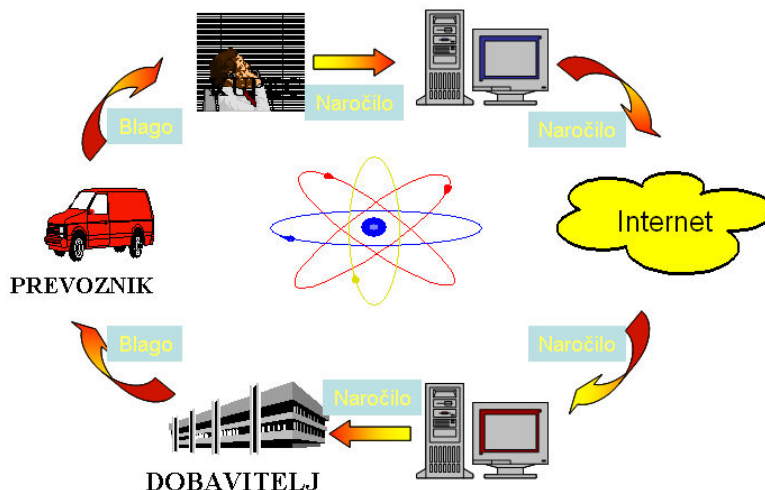 Naročilo
Blago
Naročilo
Internet
PREVOZNIK
Blago
Naročilo
Naročilo
DOBAVITELJ